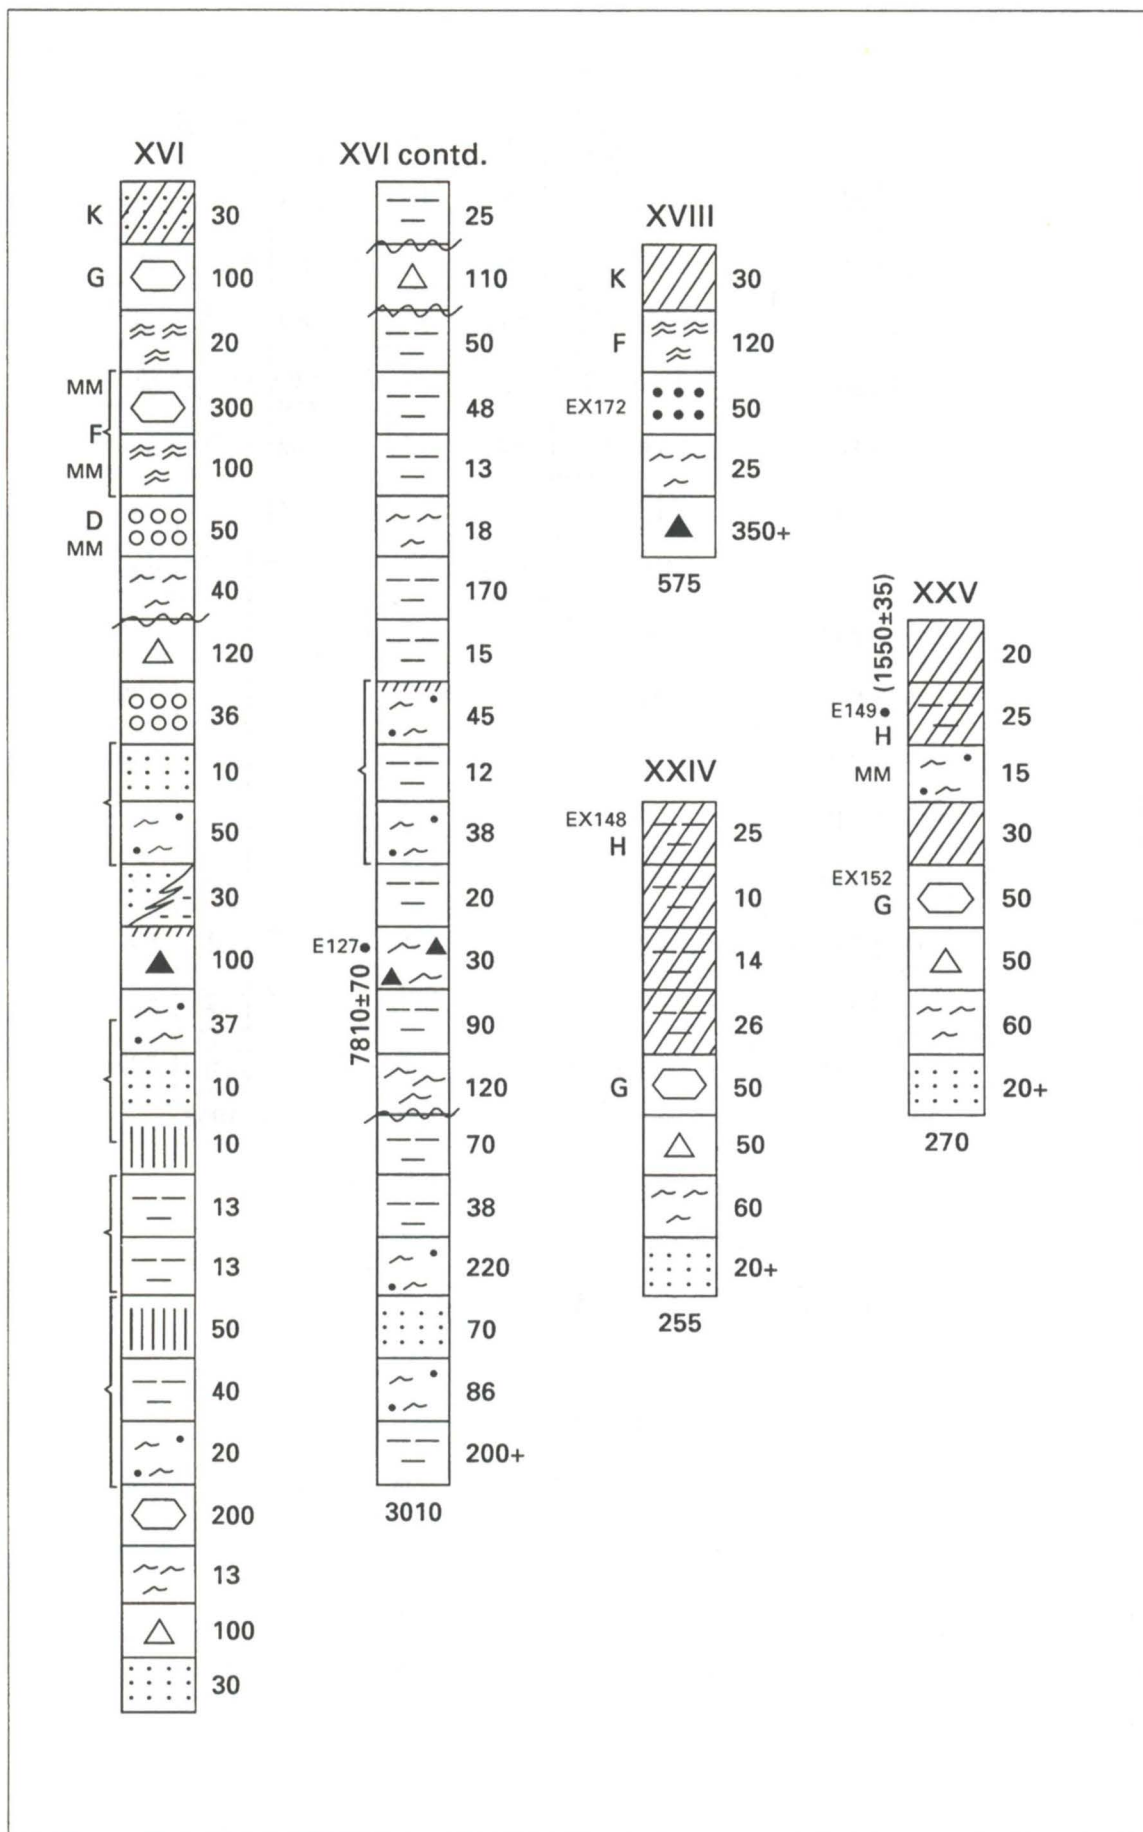 XVI
K 30
G 100
20
MM 300
F
MM 100
D 50
MM
40
120
36
10
50
30
100
37
10
10
13
13
50
40
20
200
13
100
30
XVI contd.
25
110
50
48
13
18
170
15
45
12
38
20
E127 30
7810±70
90
120
70
38
220
70
86
200+
3010
XVIII
K 30
F 120
EX172 50
25
350+
575
XXIV
EX148 25
H
10
14
26
G 50
50
60
20+
255
XXV
(1550±35)
20
E149 25
H
MM 15
30
EX152 50
G
50
60
20+
270